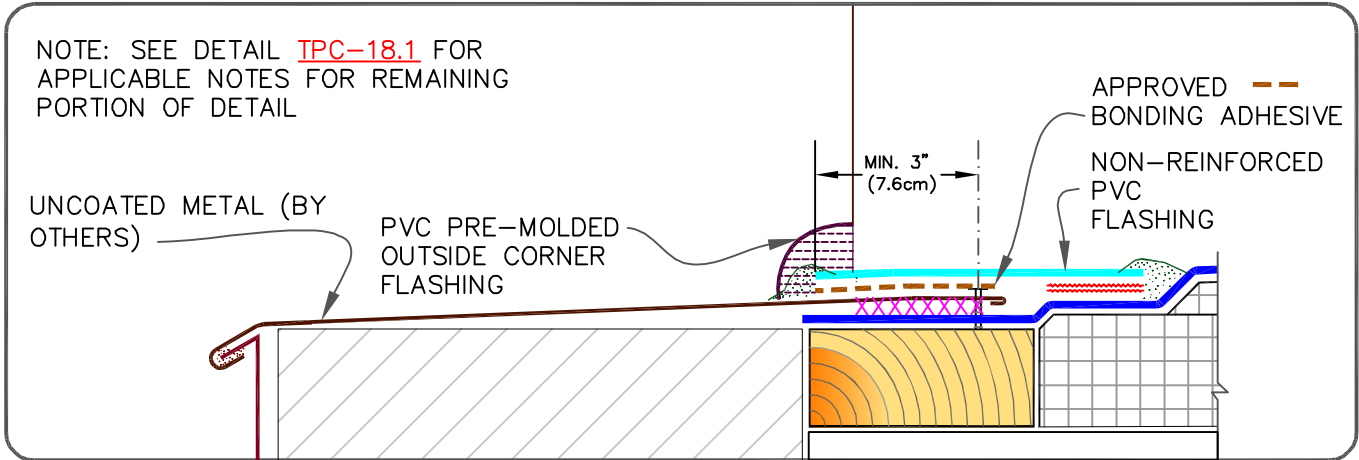 NOTE: SEE DETAIL TPC-18.1 FOR
APPLICABLE NOTES FOR REMAINING
PORTION OF DETAIL
APPROVED
BONDING ADHESIVE
MIN. 3"
(7.6cm)
NON-REINFORCED
PVC
FLASHING
UNCOATED METAL (BY
OTHERS)
PVC PRE-MOLDED
OUTSIDE CORNER
FLASHING